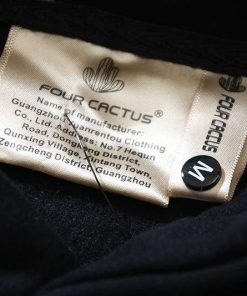 FOUR CACTUS®
Name of manufacturer:
Guangzhou Quanrentou Clothing
Co., Ltd. Address: No.7 Hequn
Road, Dongkeng District,
Qunxing Village, Xintang Town,
Zengcheng District, Guangzhou
FOUR CACTUS
M